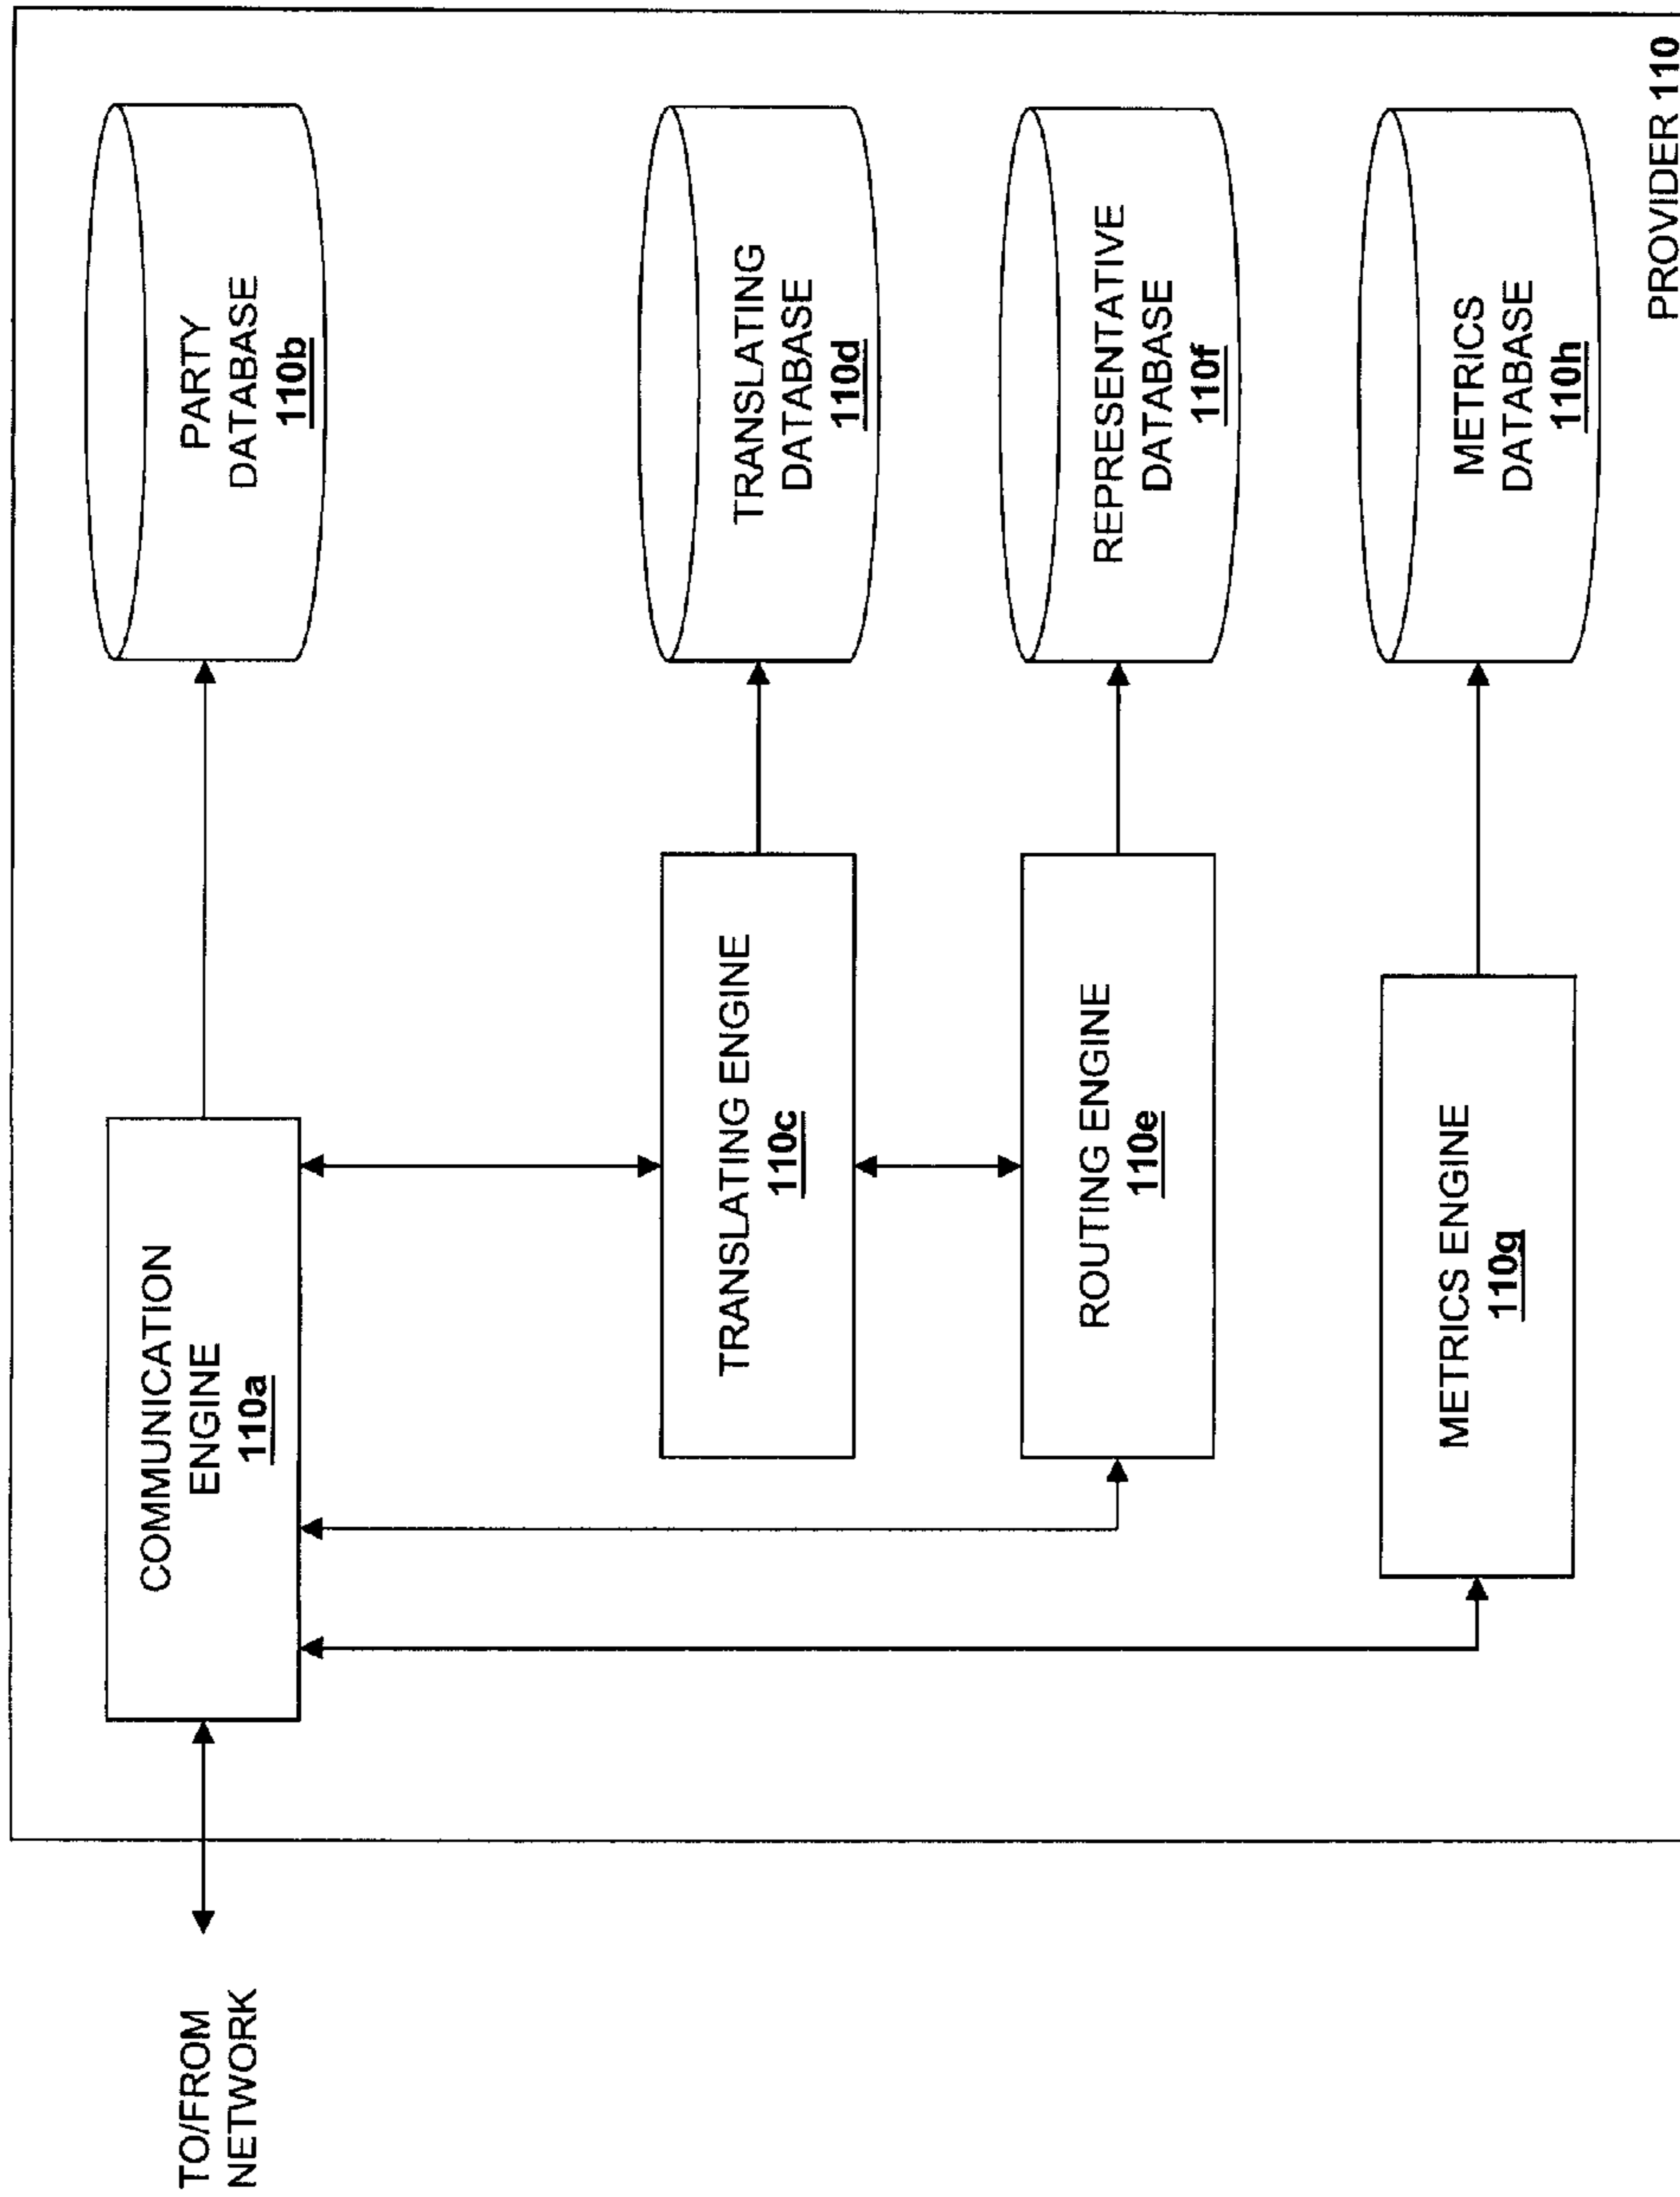 TO/FROM
NETWORK
COMMUNICATION
ENGINE
110a
PARTY
DATABASE
110b
TRANSLATING ENGINE
110c
TRANSLATING
DATABASE
110d
ROUTING ENGINE
110e
REPRESENTATIVE
DATABASE
110f
METRICS ENGINE
110g
METRICS
DATABASE
110h
PROVIDER 110